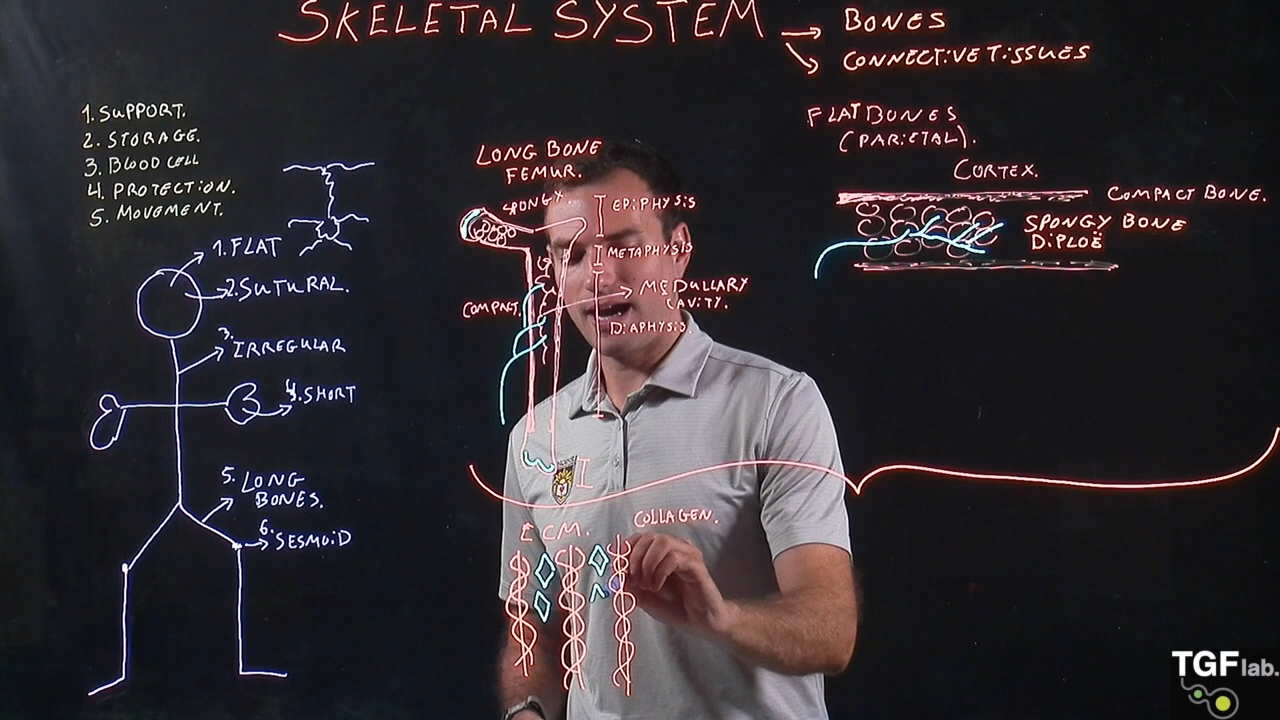 SKELETAL SYSTEM
BONES
CONNECTIVE TISSUES
1. SUPPORT.
2. STORAGE.
3. BLOOD CELL
4. PROTECTION.
5. MOVEMENT.
1. FLAT
2. SUTURAL.
3. IRREGULAR
4. SHORT
5. LONG
BONES.
6. SESMOID
LONG BONE
FEMUR.
SPONGY.
EPIPHYSIS
METAPHYSIS
MEDULLARY
CAVITY.
COMPACT.
DIAPHYSIS.
FLAT BONES
(PARIETAL).
CORTEX.
COMPACT BONE.
SPONGY BONE
DIPLOË
ECM.
COLLAGEN.
TGF lab.